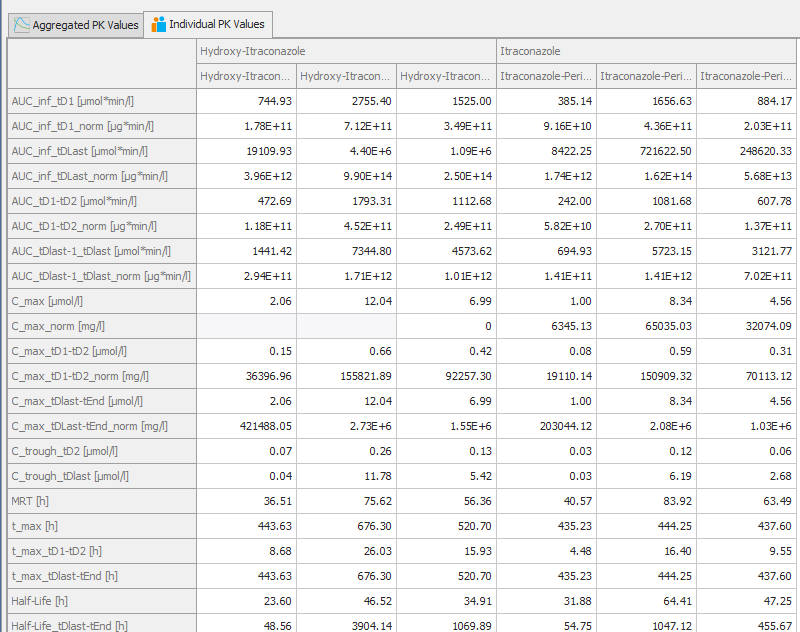 Aggregated PK Values Individual PK Values
Hydroxy-Itraconazole Itraconazole
Hydroxy-Itracon... Hydroxy-Itracon... Hydroxy-Itracon... Itraconazole-Peri... Itraconazole-Peri... Itraconazole-Peri...
AUC_inf_tD1 [µmol*min/l] 744.93 2755.40 1525.00 385.14 1656.63 884.17
AUC_inf_tD1_norm [µg*min/l] 1.78E+11 7.12E+11 3.49E+11 9.16E+10 4.36E+11 2.03E+11
AUC_inf_tDLast [µmol*min/l] 19109.93 4.40E+6 1.09E+6 8422.25 721622.50 248620.33
AUC_inf_tDLast_norm [µg*min/l] 3.96E+12 9.90E+14 2.50E+14 1.74E+12 1.62E+14 5.68E+13
AUC_tD1-tD2 [µmol*min/l] 472.69 1793.31 1112.68 242.00 1081.68 607.78
AUC_tD1-tD2_norm [µg*min/l] 1.18E+11 4.52E+11 2.49E+11 5.82E+10 2.70E+11 1.37E+11
AUC_tDlast-1_tDlast [µmol*min/l] 1441.42 7344.80 4573.62 694.93 5723.15 3121.77
AUC_tDlast-1_tDlast_norm [µg*min/l] 2.94E+11 1.71E+12 1.01E+12 1.41E+11 1.41E+12 7.02E+11
C_max [µmol/l] 2.06 12.04 6.99 1.00 8.34 4.56
C_max_norm [mg/l] 0 6345.13 65035.03 32074.09
C_max_tD1-tD2 [µmol/l] 0.15 0.66 0.42 0.08 0.59 0.31
C_max_tD1-tD2_norm [mg/l] 36396.96 155821.89 92257.30 19110.14 150909.32 70113.12
C_max_tDlast-tEnd [µmol/l] 2.06 12.04 6.99 1.00 8.34 4.56
C_max_tDLast-tEnd_norm [mg/l] 421488.05 2.73E+6 1.55E+6 203044.12 2.08E+6 1.03E+6
C_trough_tD2 [µmol/l] 0.07 0.26 0.13 0.03 0.12 0.06
C_trough_tDlast [µmol/l] 0.04 11.78 5.42 0.03 6.19 2.68
MRT [h] 36.51 75.62 56.36 40.57 83.92 63.49
t_max [h] 443.63 676.30 520.70 435.23 444.25 437.60
t_max_tD1-tD2 [h] 8.68 26.03 15.93 4.48 16.40 9.55
t_max_tDlast-tEnd [h] 443.63 676.30 520.70 435.23 444.25 437.60
Half-Life [h] 23.60 46.52 34.91 31.88 64.41 47.25
Half-Life_tDlast-tEnd [h] 48.56 3904.14 1069.89 54.75 1047.12 455.67